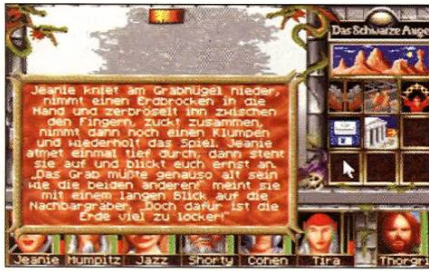 Das Schwarze Auge
Jeanie kniet am Grabhügel nieder,
nimmt einen Erdbrocken in die
Hand und zerbröselt ihn zwischen
den Fingern, zuckt zusammen,
nimmt dann noch einen Klumpen
und wiederholt das Spiel. Jeanie
atmet einmal tief durch, dann steht
sie auf und blickt euch ernst an.
„Das Grab müßte genauso alt sein
wie die beiden anderen" meint sie
mit einem langen Blick auf die
Nachbargräber. „Doch dafür ist die
Erde viel zu locker!"
Jeanie Humpitz Jazz Shorty Cohen Tira Thorgri